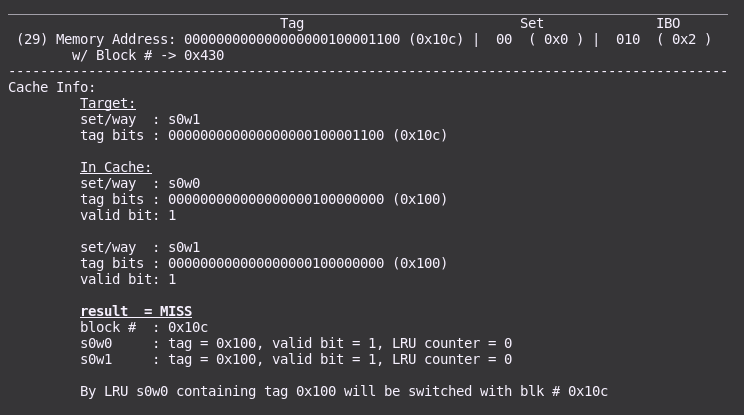 Tag Set IBO
(29) Memory Address: 000000000000000000100001100 (0x10c) | 00 ( 0x0 ) | 010 ( 0x2 )
w/ Block # -> 0x430
------------------------------------------------------------------------------------------
Cache Info:
Target:
set/way : s0w1
tag bits : 000000000000000000100001100 (0x10c)
In Cache:
set/way : s0w0
tag bits : 000000000000000000100000000 (0x100)
valid bit: 1
set/way : s0w1
tag bits : 000000000000000000100000000 (0x100)
valid bit: 1
result = MISS
block # : 0x10c
s0w0 : tag = 0x100, valid bit = 1, LRU counter = 0
s0w1 : tag = 0x100, valid bit = 1, LRU counter = 0
By LRU s0w0 containing tag 0x100 will be switched with blk # 0x10c